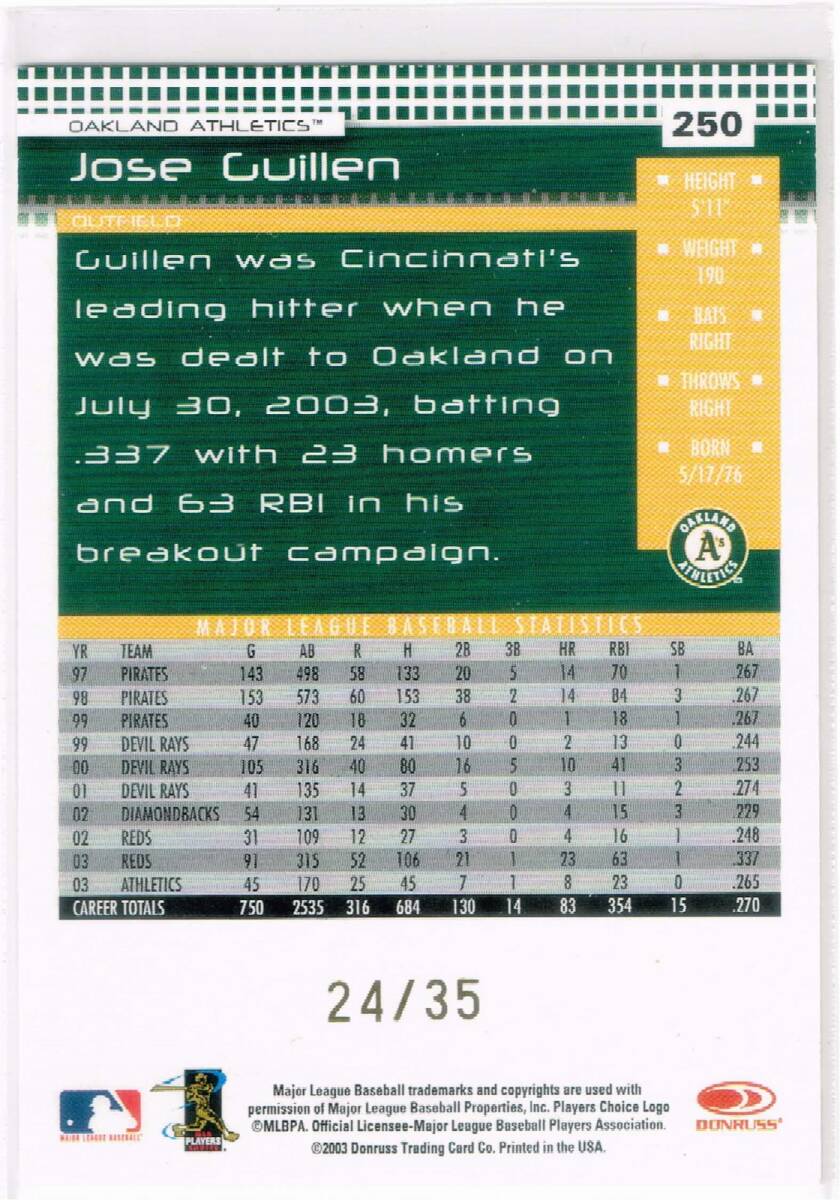 OAKLAND ATHLETICS™
250
Jose Guillen
OUTFIELD
HEIGHT
5'11"
WEIGHT
190
BATS
RIGHT
THROWS
RIGHT
BORN
5/17/76
OAKLAND
A's
ATHLETICS
Guillen was Cincinnati's
leading hitter when he
was dealt to Oakland on
July 30, 2003, batting
.337 with 23 homers
and 63 RBI in his
breakout campaign.
MAJOR LEAGUE BASEBALL STATISTICS
YR TEAM G AB R H 2B 3B HR RBI SB BA
97 PIRATES 143 498 58 133 20 5 14 70 1 .267
98 PIRATES 153 573 60 153 38 2 14 84 3 .267
99 PIRATES 40 120 18 32 6 0 1 18 1 .267
99 DEVIL RAYS 47 168 24 41 10 0 2 13 0 .244
00 DEVIL RAYS 105 316 40 80 16 5 10 41 3 .253
01 DEVIL RAYS 41 135 14 37 5 0 3 11 2 .274
02 DIAMONDBACKS 54 131 13 30 4 0 4 15 3 .229
02 REDS 31 109 12 27 3 0 4 16 1 .248
03 REDS 91 315 52 106 21 1 23 63 1 .337
03 ATHLETICS 45 170 25 45 7 1 8 23 0 .265
CAREER TOTALS 750 2535 316 684 130 14 83 354 15 .270
24/35
MAJOR LEAGUE BASEBALL
PLAYERS
CHOICE
Major League Baseball trademarks and copyrights are used with
permission of Major League Baseball Properties, Inc. Players Choice Logo
©MLBPA. Official Licensee-Major League Baseball Players Association.
©2003 Donruss Trading Card Co. Printed in the USA.
DONRUSS